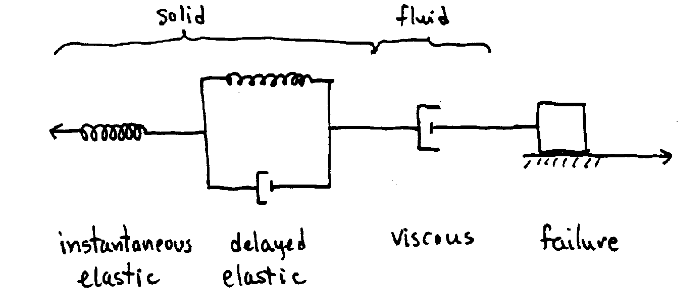 solid
fluid
instantaneous
elastic
delayed
elastic
viscous
failure